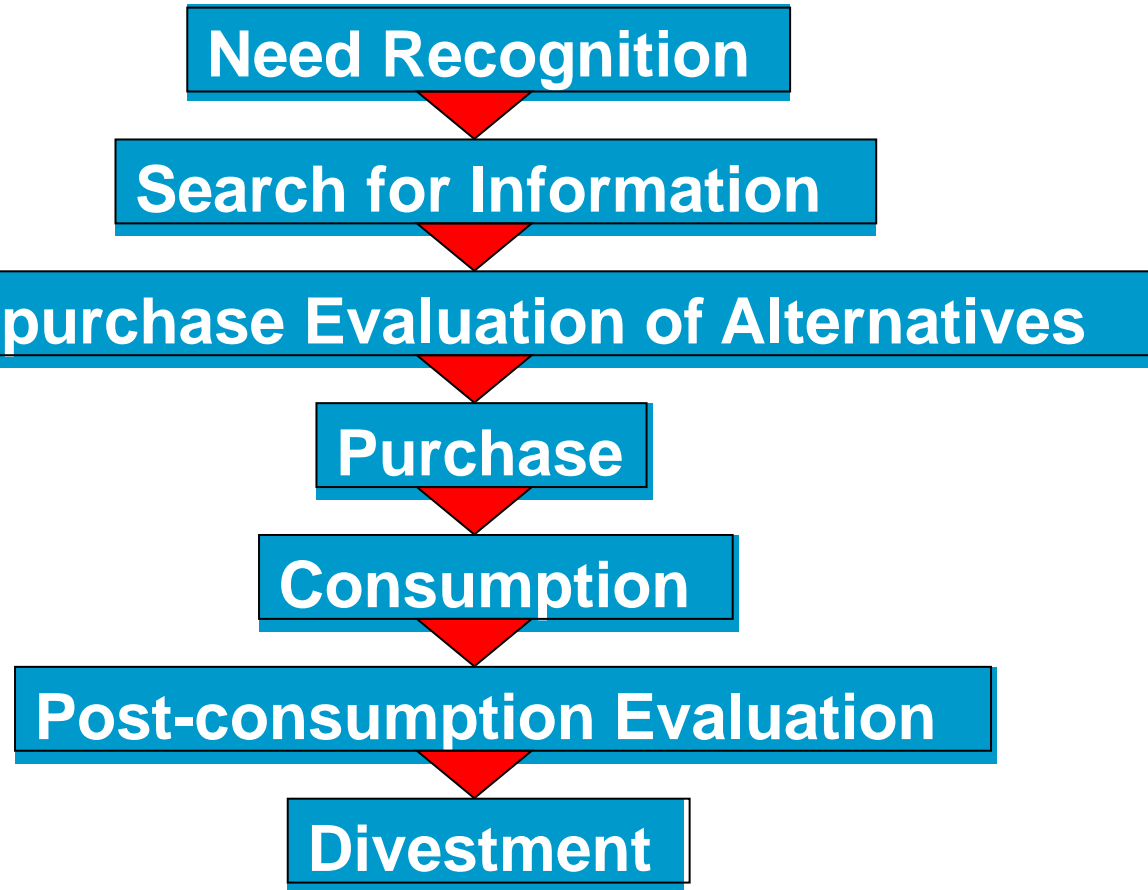 Need Recognition
Search for Information
purchase Evaluation of Alternatives
Purchase
Consumption
Post-consumption Evaluation
Divestment